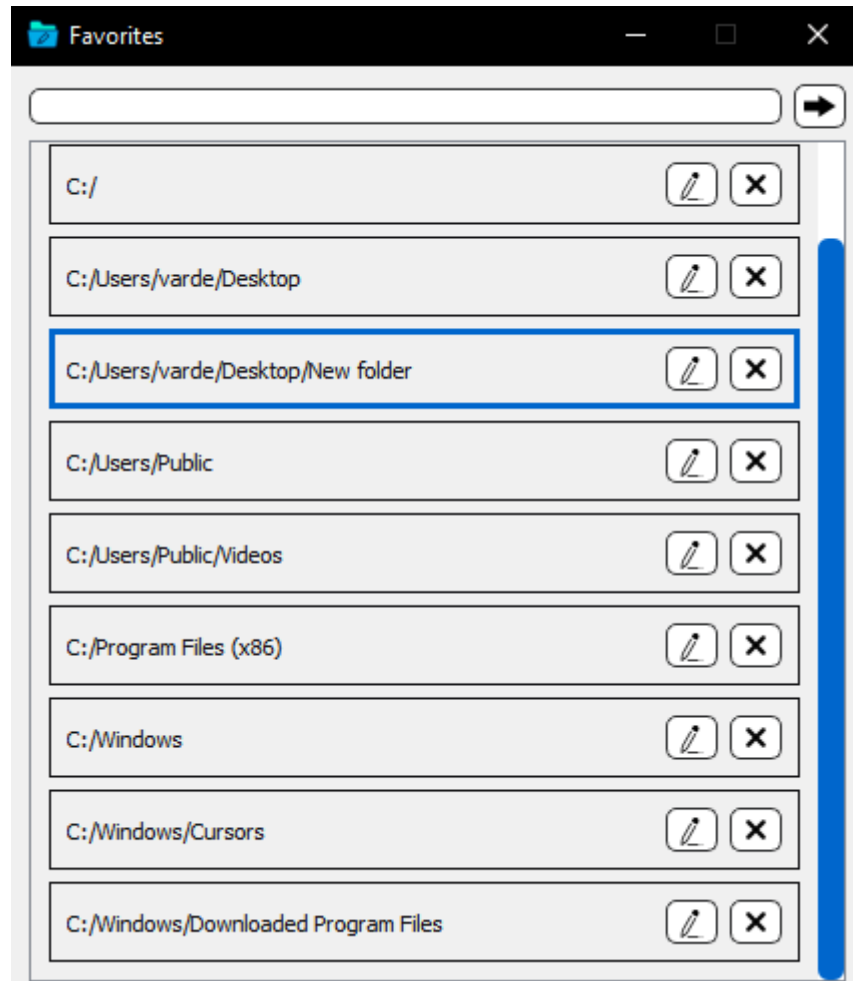 Favorites
C:/
C:/Users/varde/Desktop
C:/Users/varde/Desktop/New folder
C:/Users/Public
C:/Users/Public/Videos
C:/Program Files (x86)
C:/Windows
C:/Windows/Cursors
C:/Windows/Downloaded Program Files